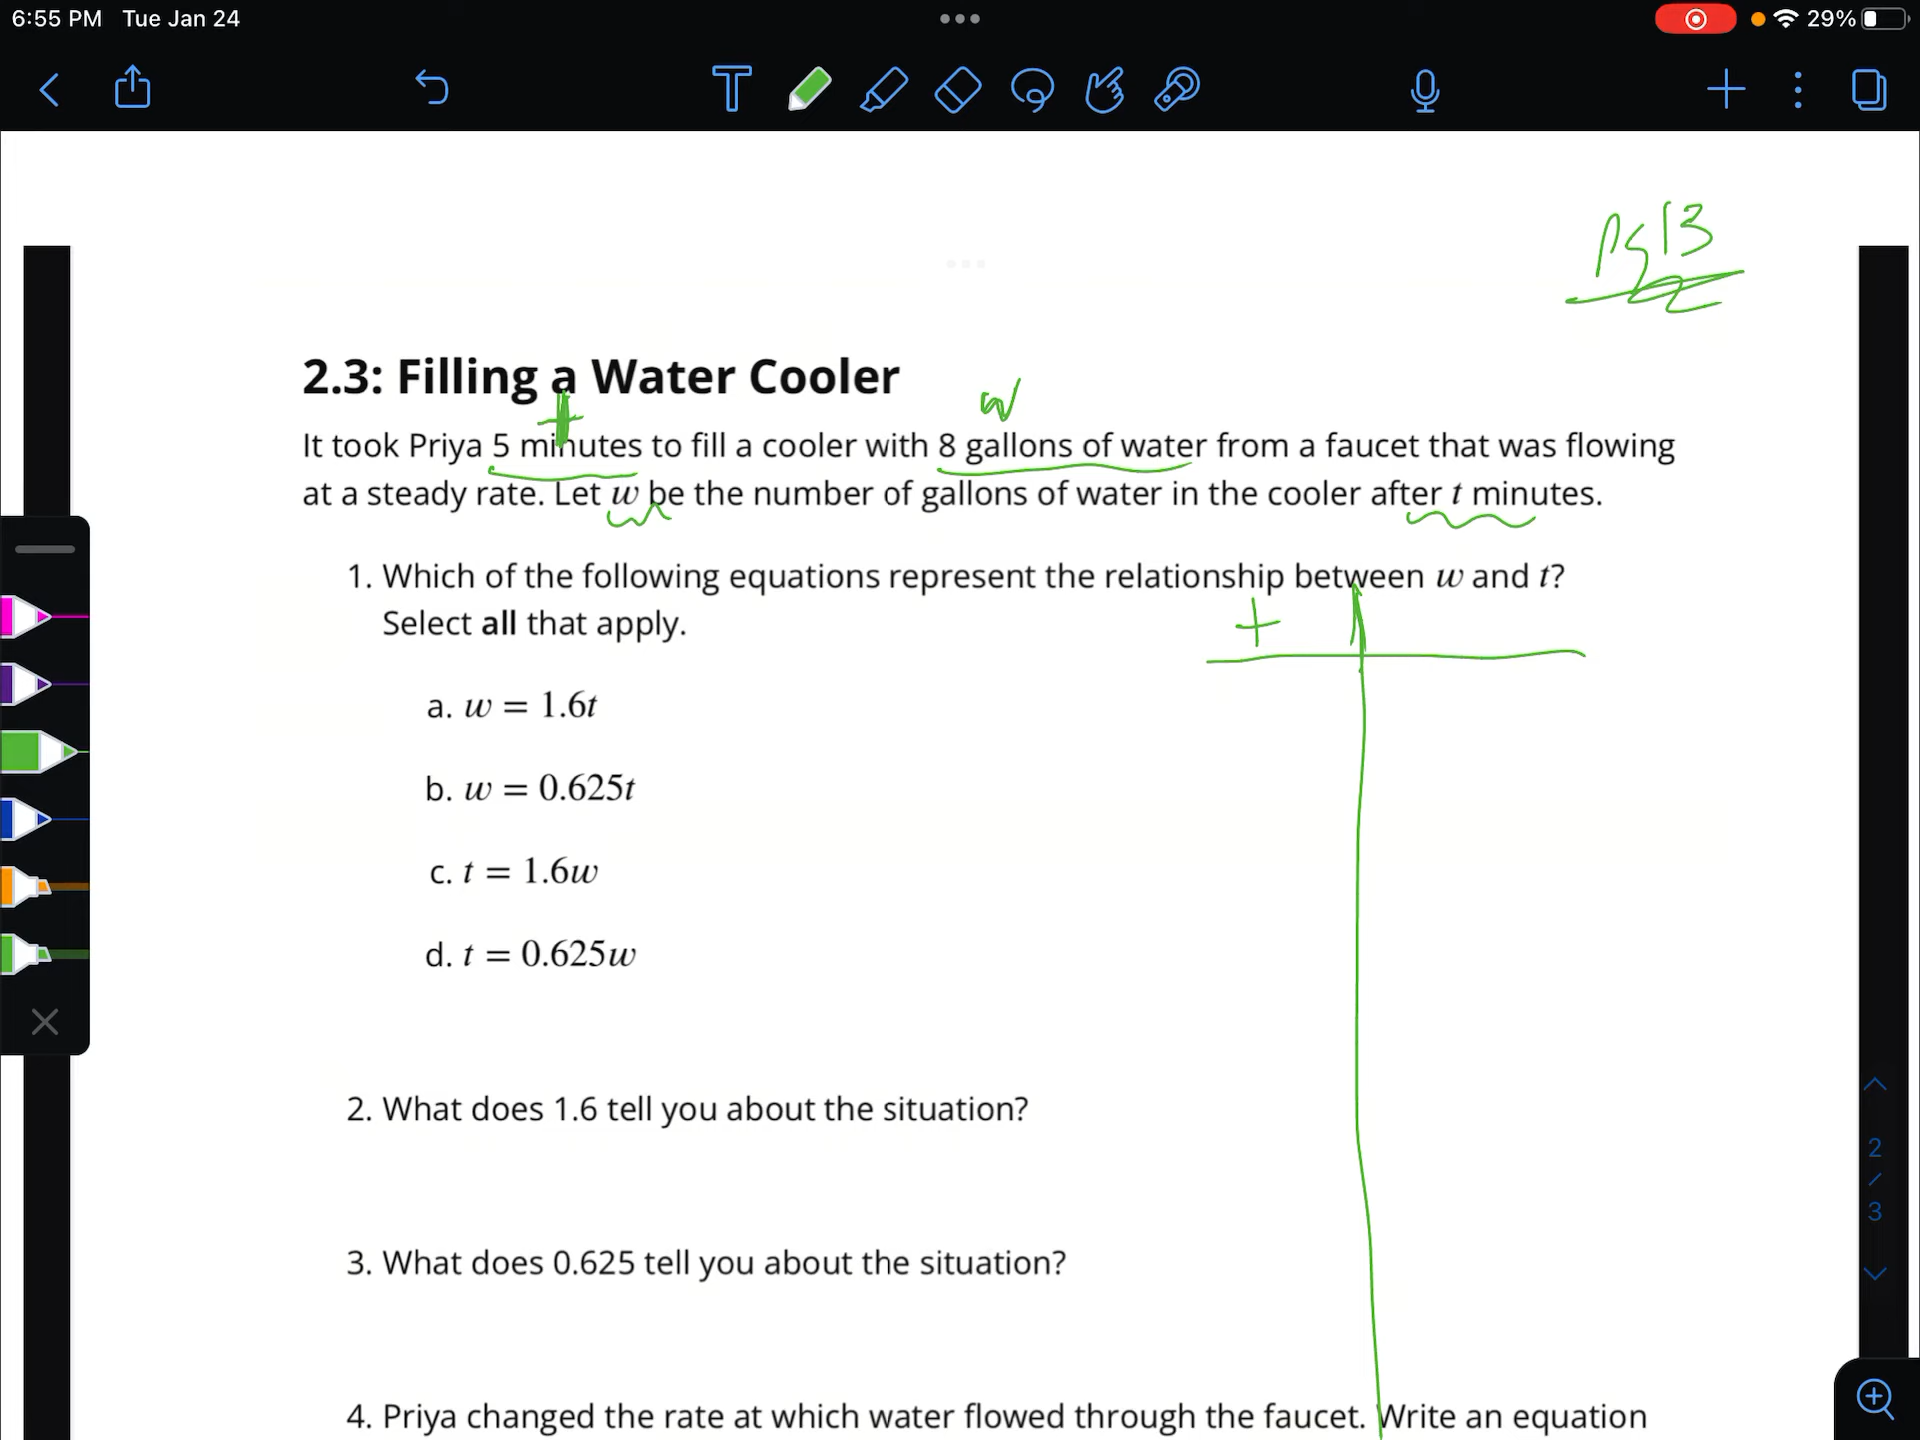 6:55 PM Tue Jan 24
29%
Pg 13
2.3: Filling a Water Cooler
t
w
It took Priya 5 minutes to fill a cooler with 8 gallons of water from a faucet that was flowing
at a steady rate. Let w be the number of gallons of water in the cooler after t minutes.
1. Which of the following equations represent the relationship between w and t?
Select all that apply.
t
a. w = 1.6t
b. w = 0.625t
c. t = 1.6w
d. t = 0.625w
2. What does 1.6 tell you about the situation?
3. What does 0.625 tell you about the situation?
4. Priya changed the rate at which water flowed through the faucet. Write an equation
2
/
3